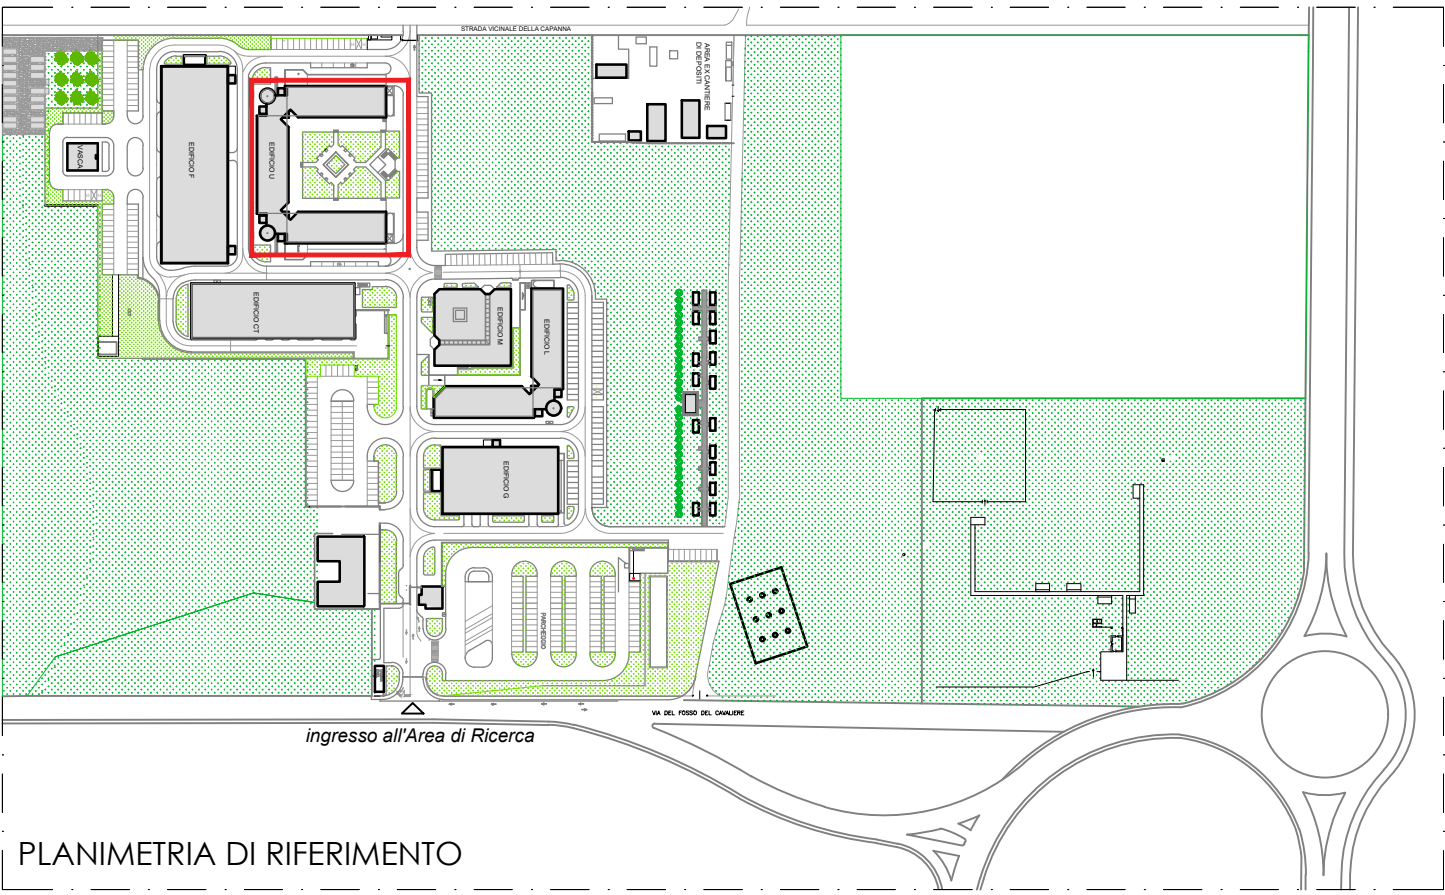 STRADA VICINALE DELLA CAPANNA
AREA EX CANTIERE
DI DEPOSITI
VASCA
EDIFICIO F
EDIFICIO U
EDIFICIO CT
EDIFICIO M
EDIFICIO L
EDIFICIO G
PARCHEGGIO
VIA DEL FOSSO DEL CAVALIERE
ingresso all'Area di Ricerca
PLANIMETRIA DI RIFERIMENTO